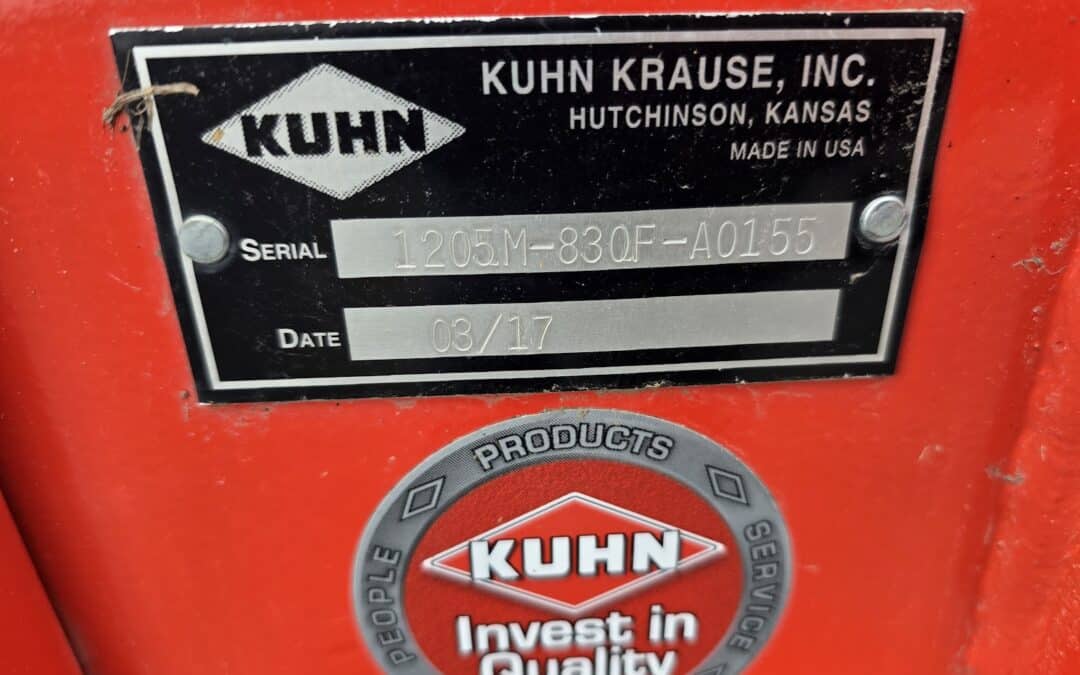 KUHN
KUHN KRAUSE, INC.
HUTCHINSON, KANSAS
MADE IN USA
SERIAL 1205M-830F-A0155
DATE 03/17
PEOPLE PRODUCTS SERVICE
KUHN
Invest in
Quality